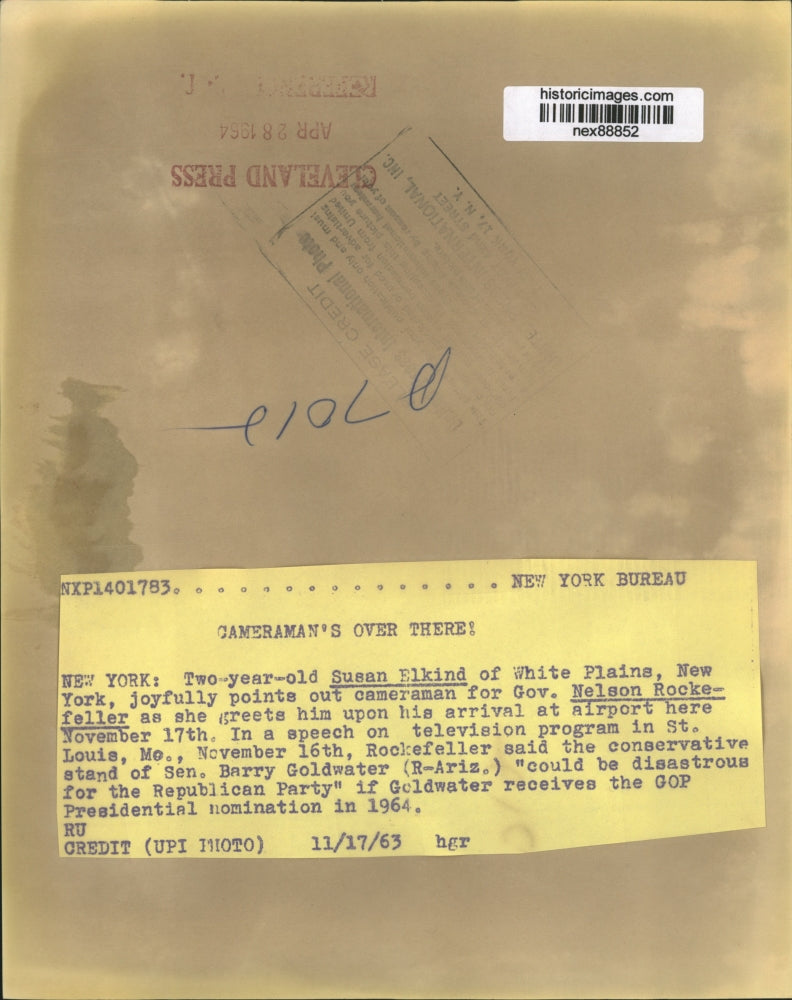 historicimages.com
nex88852
REFERENCE
APR 28 1964
CLEVELAND PRESS
NXP1401783. . . . . . . . . . . . . . . . NEW YORK BUREAU
CAMERAMAN'S OVER THERE!
NEW YORK: Two-year-old Susan Elkind of White Plains, New
York, joyfully points out cameraman for Gov. Nelson Rocke-
feller as she greets him upon his arrival at airport here
November 17th. In a speech on television program in St.
Louis, Mo., November 16th, Rockefeller said the conservative
stand of Sen. Barry Goldwater (R-Ariz.) "could be disastrous
for the Republican Party" if Goldwater receives the GOP
Presidential nomination in 1964.
RU
CREDIT (UPI PHOTO) 11/17/63 hgr